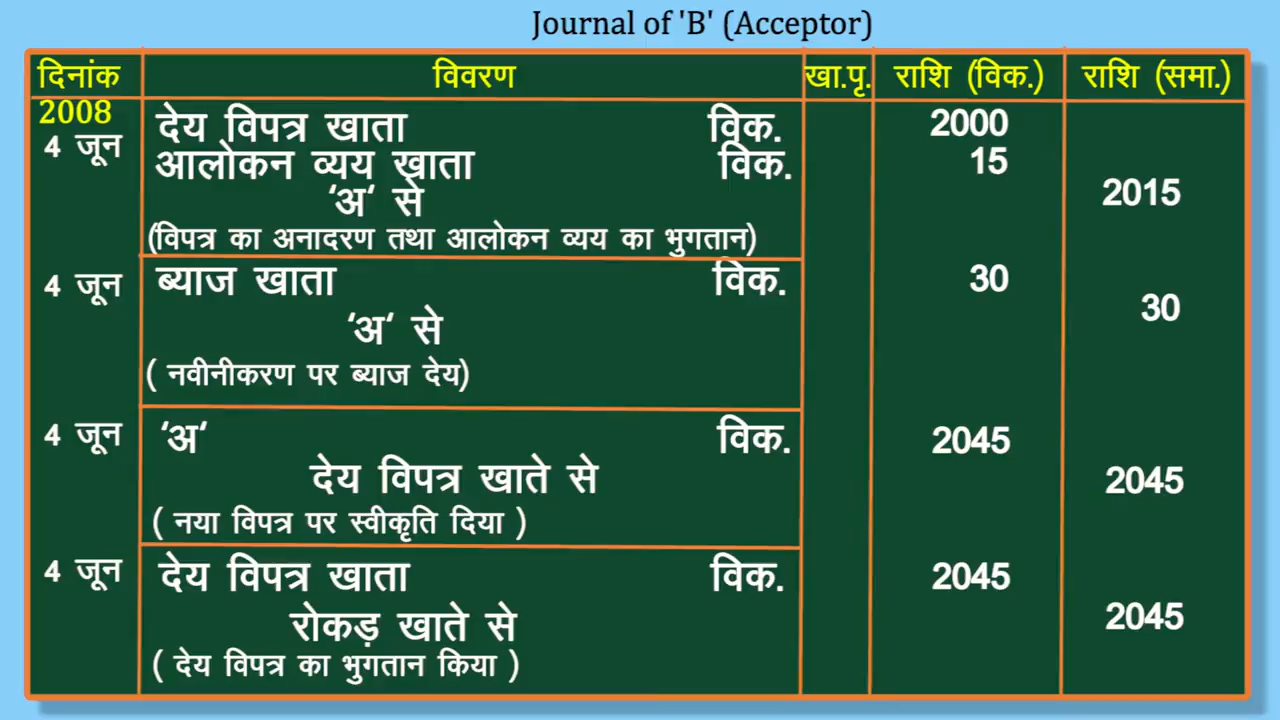 Journal of 'B' (Acceptor)
दिनांक विवरण खा.पृ. राशि (विक.) राशि (समा.)
2008
4 जून देय विपत्र खाता विक. 2000
आलोकन व्यय खाता विक. 15
‘अ‘ से 2015
(विपत्र का अनादरण तथा आलोकन व्यय का भुगतान)
4 जून ब्याज खाता विक. 30
‘अ‘ से 30
( नवीनीकरण पर ब्याज देय)
4 जून ‘अ‘ विक. 2045
देय विपत्र खाते से 2045
( नया विपत्र पर स्वीकृति दिया )
4 जून देय विपत्र खाता विक. 2045
रोकड़ खाते से 2045
( देय विपत्र का भुगतान किया )